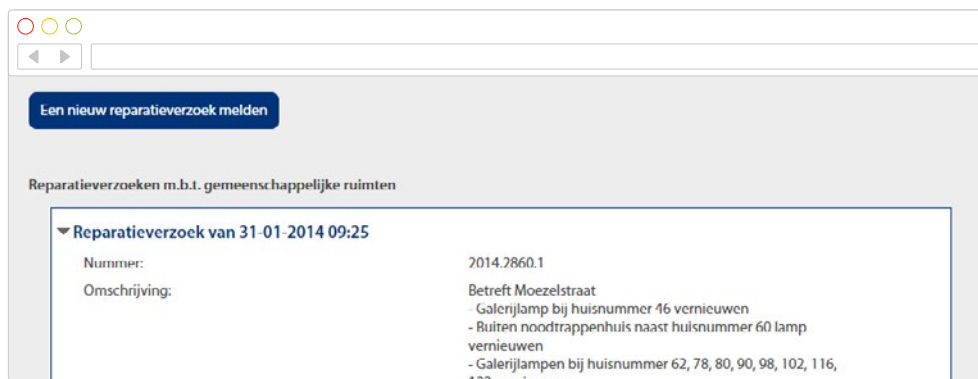 Een nieuw reparatieverzoek melden
Reparatieverzoeken m.b.t. gemeenschappelijke ruimten
Reparatieverzoek van 31-01-2014 09:25
Nummer: 2014.2860.1
Omschrijving: Betreft Moezelstraat
- Galerijlamp bij huisnummer 46 vernieuwen
- Buiten noodtrappenhuis naast huisnummer 60 lamp
vernieuwen
- Galerijlampen bij huisnummer 62, 78, 80, 90, 98, 102, 116,